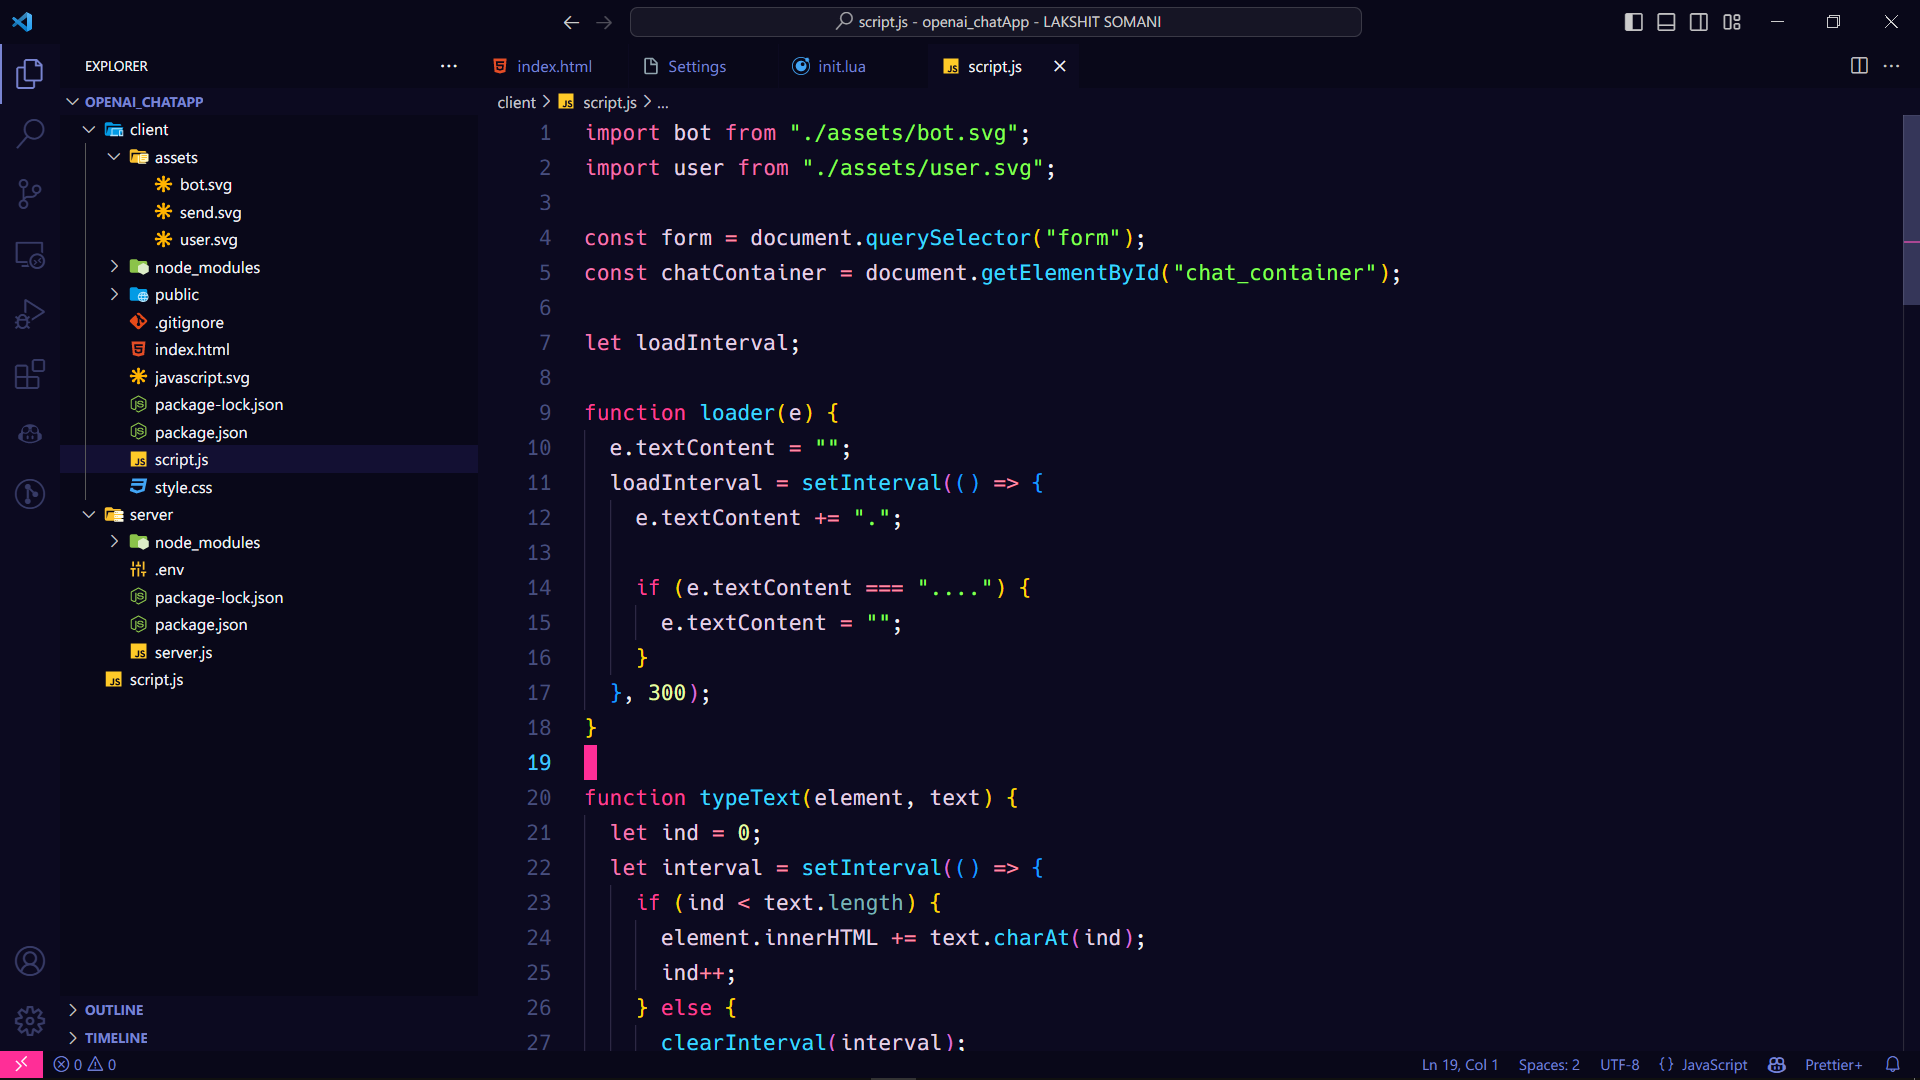 script.js - openai_chatApp - LAKSHIT SOMANI
EXPLORER
index.html
Settings
init.lua
script.js
OPENAI_CHATAPP
client
assets
bot.svg
send.svg
user.svg
node_modules
public
.gitignore
index.html
javascript.svg
package-lock.json
package.json
script.js
style.css
server
node_modules
.env
package-lock.json
package.json
server.js
script.js
OUTLINE
TIMELINE
client > script.js > ...
1 import bot from "./assets/bot.svg";
2 import user from "./assets/user.svg";
3
4 const form = document.querySelector("form");
5 const chatContainer = document.getElementById("chat_container");
6
7 let loadInterval;
8
9 function loader(e) {
10   e.textContent = "";
11   loadInterval = setInterval(() => {
12     e.textContent += ".";
13
14     if (e.textContent === "....") {
15       e.textContent = "";
16     }
17   }, 300);
18 }
19
20 function typeText(element, text) {
21   let ind = 0;
22   let interval = setInterval(() => {
23     if (ind < text.length) {
24       element.innerHTML += text.charAt(ind);
25       ind++;
26     } else {
27       clearInterval(interval);
0 0
Ln 19, Col 1
Spaces: 2
UTF-8
{} JavaScript
Prettier+